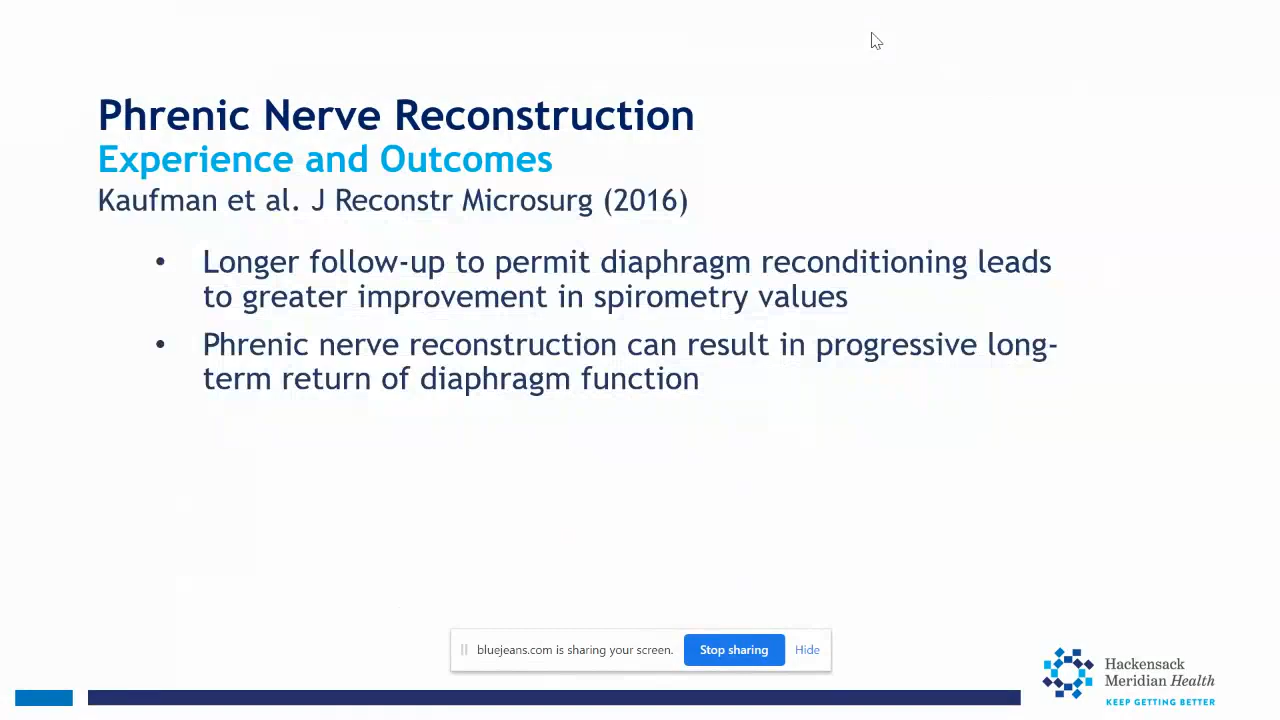 Phrenic Nerve Reconstruction
Experience and Outcomes
Kaufman et al. J Reconstr Microsurg (2016)
• Longer follow-up to permit diaphragm reconditioning leads
to greater improvement in spirometry values
• Phrenic nerve reconstruction can result in progressive long-
term return of diaphragm function
bluejeans.com is sharing your screen. Stop sharing Hide
Hackensack
Meridian Health
KEEP GETTING BETTER